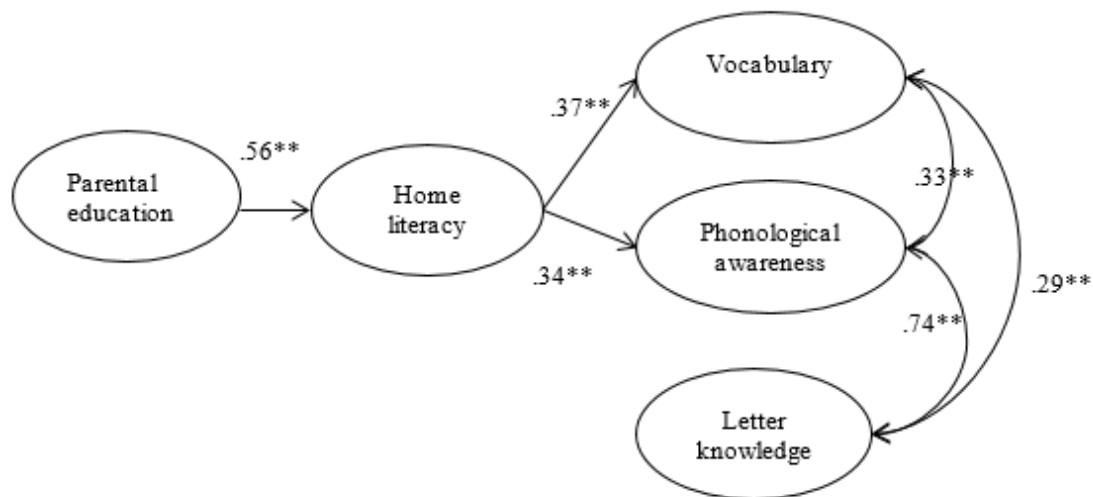 Vocabulary
.37**
.56**
Parental
education
Home
literacy
.33**
Phonological
awareness
.34**
.29**
.74**
Letter
knowledge